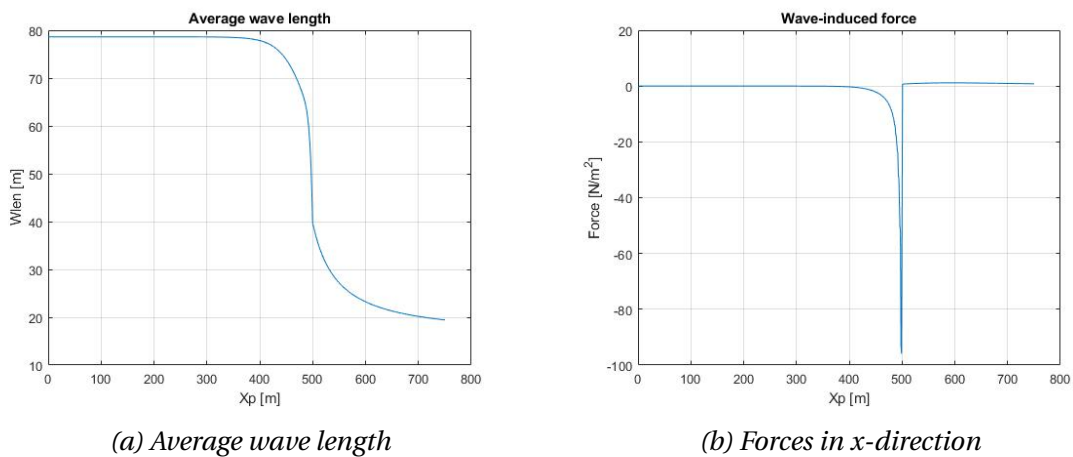 Average wave length
80
70
60
50
40
30
20
10
Wlen [m]
0 100 200 300 400 500 600 700 800
Xp [m]
(a) Average wave length
Wave-induced force
20
0
-20
-40
-60
-80
-100
Force [N/m²]
0 100 200 300 400 500 600 700 800
Xp [m]
(b) Forces in x-direction